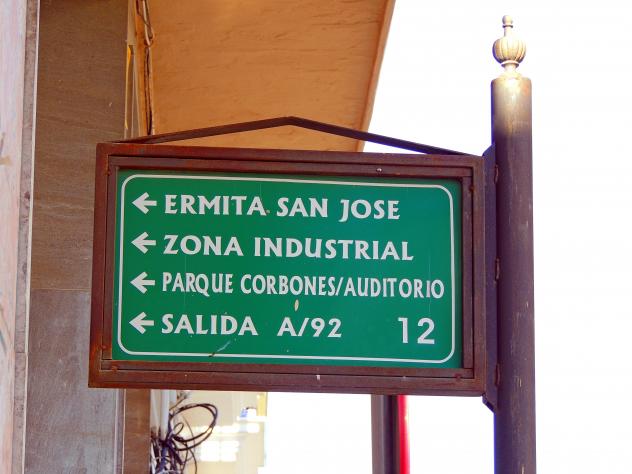 ← ERMITA SAN JOSE
← ZONA INDUSTRIAL
← PARQUE CORBONES/AUDITORIO
← SALIDA A/92 12